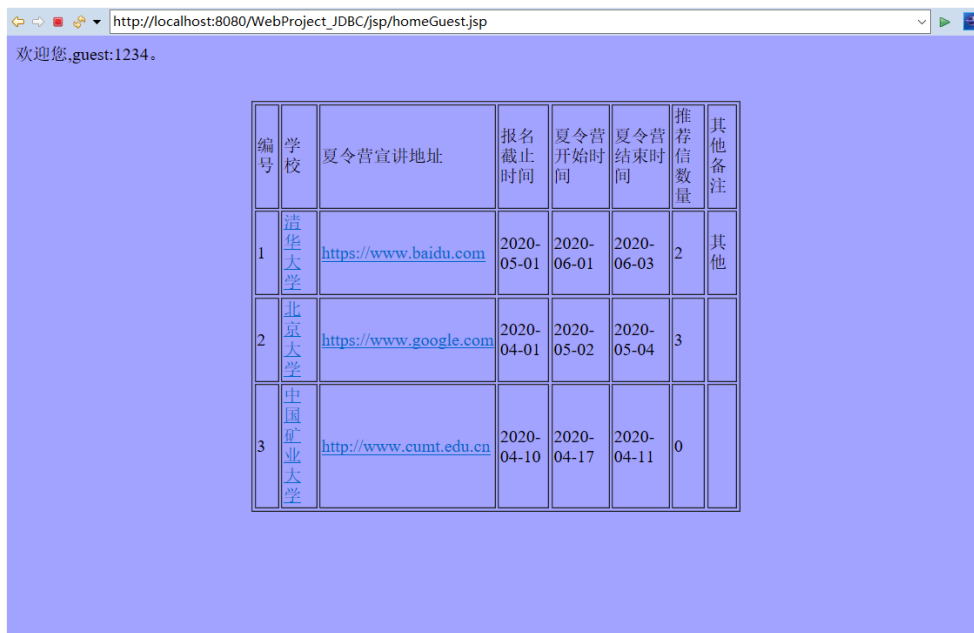 http://localhost:8080/WebProject_JDBC/jsp/homeGuest.jsp
欢迎您,guest:1234。
编号 学校 夏令营宣讲地址 报名截止时间 夏令营开始时间 夏令营结束时间 推荐信数量 其他备注
1 清华大学 https://www.baidu.com 2020-05-01 2020-06-01 2020-06-03 2 其他
2 北京大学 https://www.google.com 2020-04-01 2020-05-02 2020-05-04 3
3 中国矿业大学 http://www.cumt.edu.cn 2020-04-10 2020-04-17 2020-04-11 0